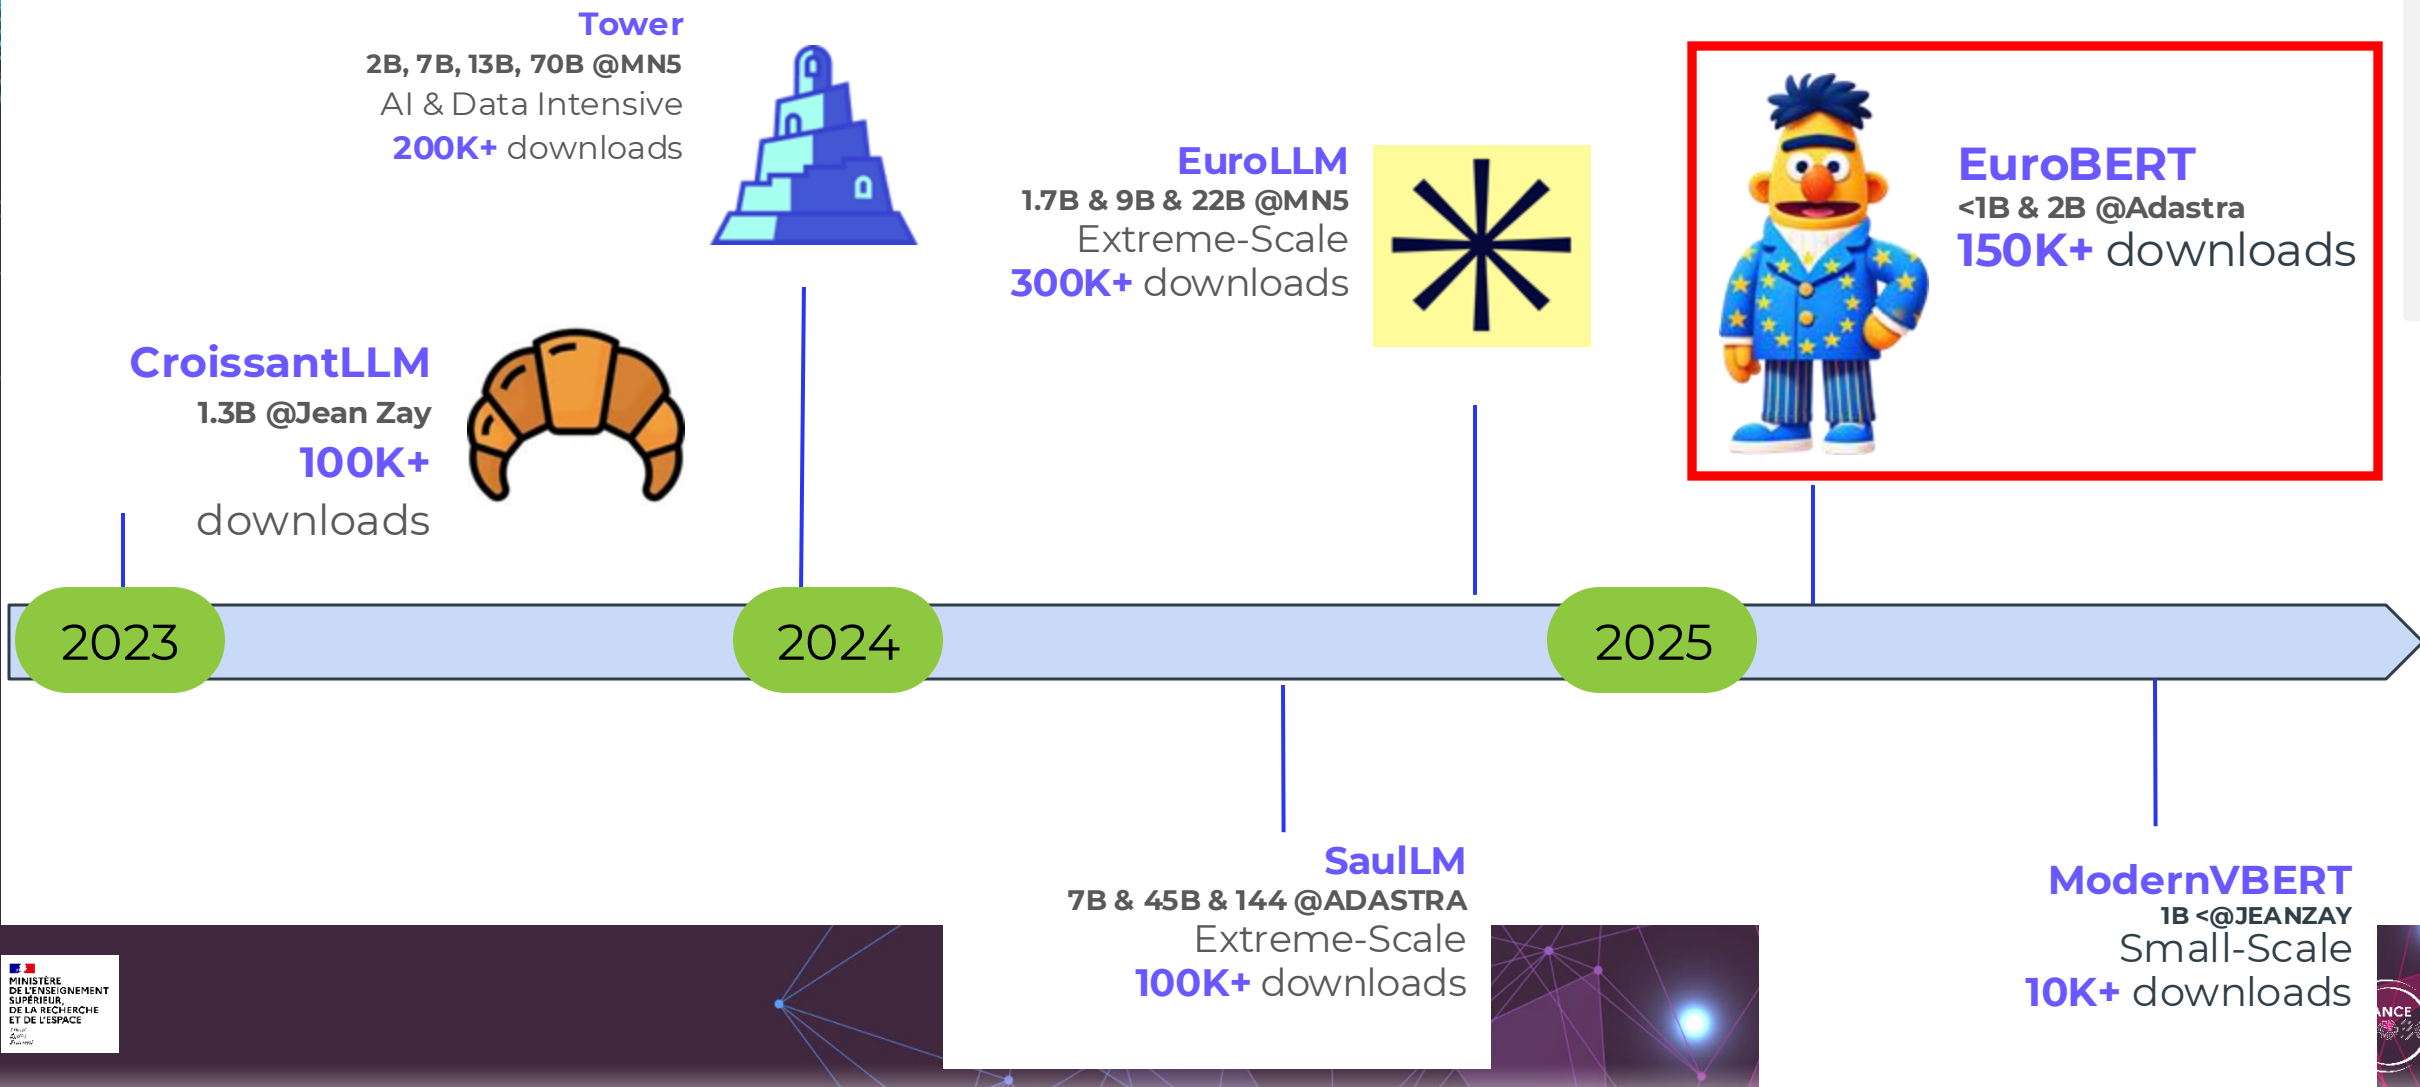 Tower
2B, 7B, 13B, 70B @MN5
AI & Data Intensive
200K+ downloads
CroissantLLM
1.3B @Jean Zay
100K+
downloads
EuroLLM
1.7B & 9B & 22B @MN5
Extreme-Scale
300K+ downloads
EuroBERT
<1B & 2B @Adastra
150K+ downloads
2023
2024
2025
SaulLM
7B & 45B & 144 @ADASTRA
Extreme-Scale
100K+ downloads
ModernVBERT
1B <@JEANZAY
Small-Scale
10K+ downloads
MINISTÈRE
DE L'ENSEIGNEMENT
SUPÉRIEUR,
DE LA RECHERCHE
ET DE L'ESPACE